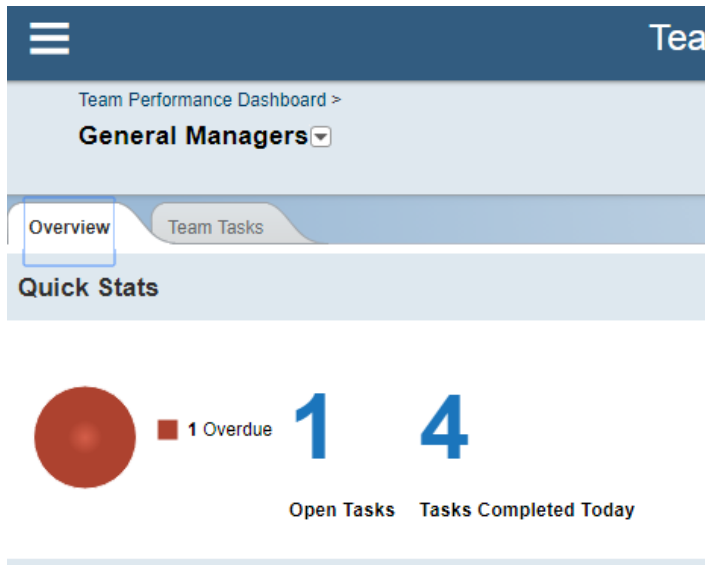 Tea
Team Performance Dashboard >
General Managers
Overview
Team Tasks
Quick Stats
1 Overdue
1
4
Open Tasks
Tasks Completed Today